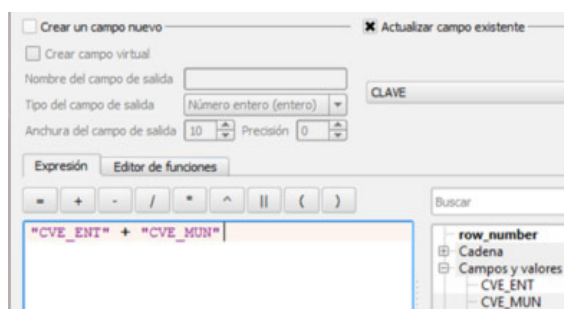 Crear un campo nuevo
Actualizar campo existente
Crear campo virtual
Nombre del campo de salida
Tipo del campo de salida Número entero (entero)
CLAVE
Anchura del campo de salida 10 Precisión 0
Expresión Editor de funciones
= + - / * ^ || ( )
Buscar
"CVE_ENT" + "CVE_MUN"
row_number
Cadena
Campos y valores
CVE_ENT
CVE_MUN